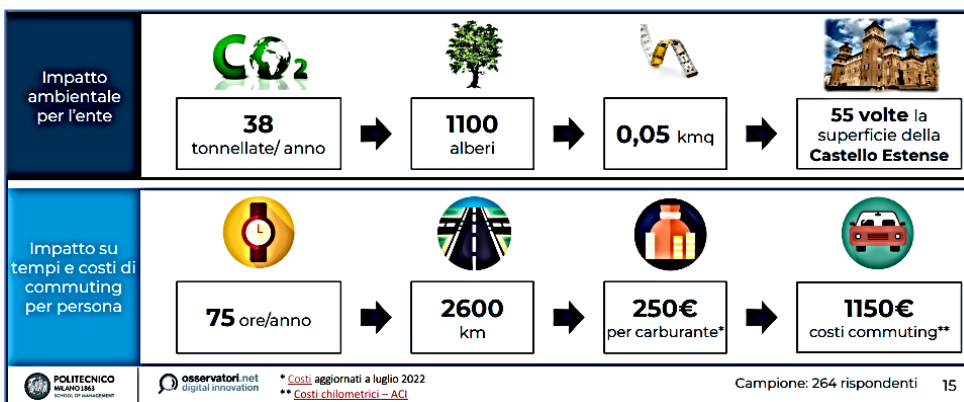 Impatto
ambientale
per l'ente
CO2
38
tonnellate/ anno
1100
alberi
0,05 kmq
55 volte la
superficie della
Castello Estense
Impatto su
tempi e costi di
commuting
per persona
75 ore/anno
2600
km
250€
per carburante*
1150€
costi commuting**
POLITECNICO
MILANO 1863
SCHOOL OF MANAGEMENT
osservatori.net
digital innovation
* Costi aggiornati a luglio 2022
** Costi chilometrici – ACI
Campione: 264 rispondenti
15